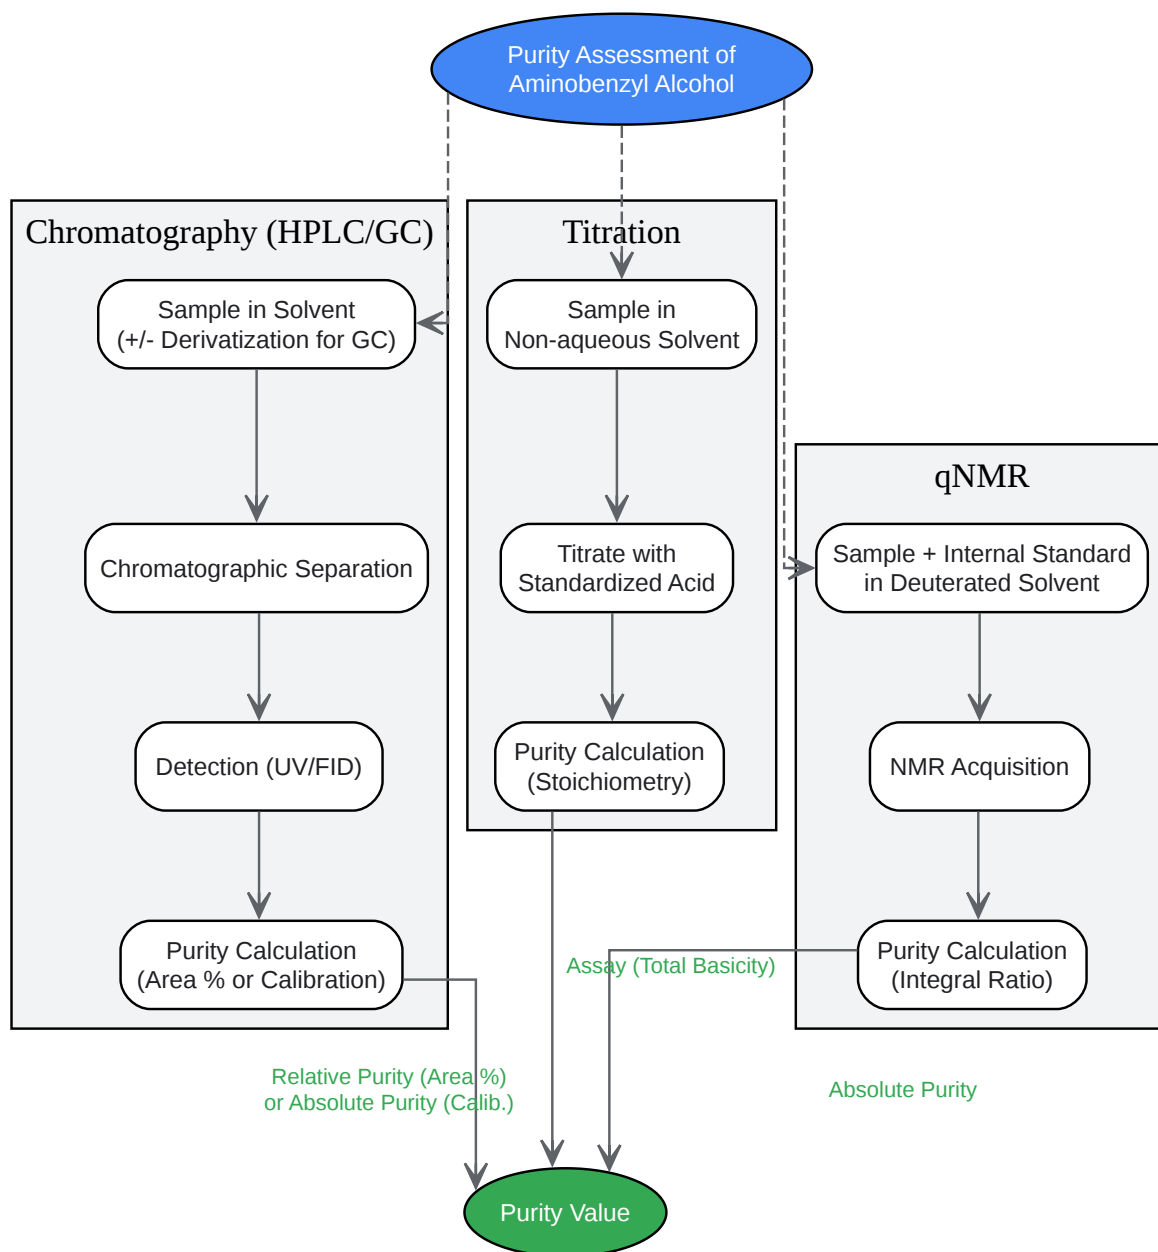 Purity Assessment of
Aminobenzyl Alcohol
Chromatography (HPLC/GC)
Sample in Solvent
(+/- Derivatization for GC)
Chromatographic Separation
Detection (UV/FID)
Purity Calculation
(Area % or Calibration)
Titration
Sample in
Non-aqueous Solvent
Titrate with
Standardized Acid
Purity Calculation
(Stoichiometry)
qNMR
Sample + Internal Standard
in Deuterated Solvent
NMR Acquisition
Purity Calculation
(Integral Ratio)
Assay (Total Basicity)
Relative Purity (Area %)
or Absolute Purity (Calib.)
Absolute Purity
Purity Value